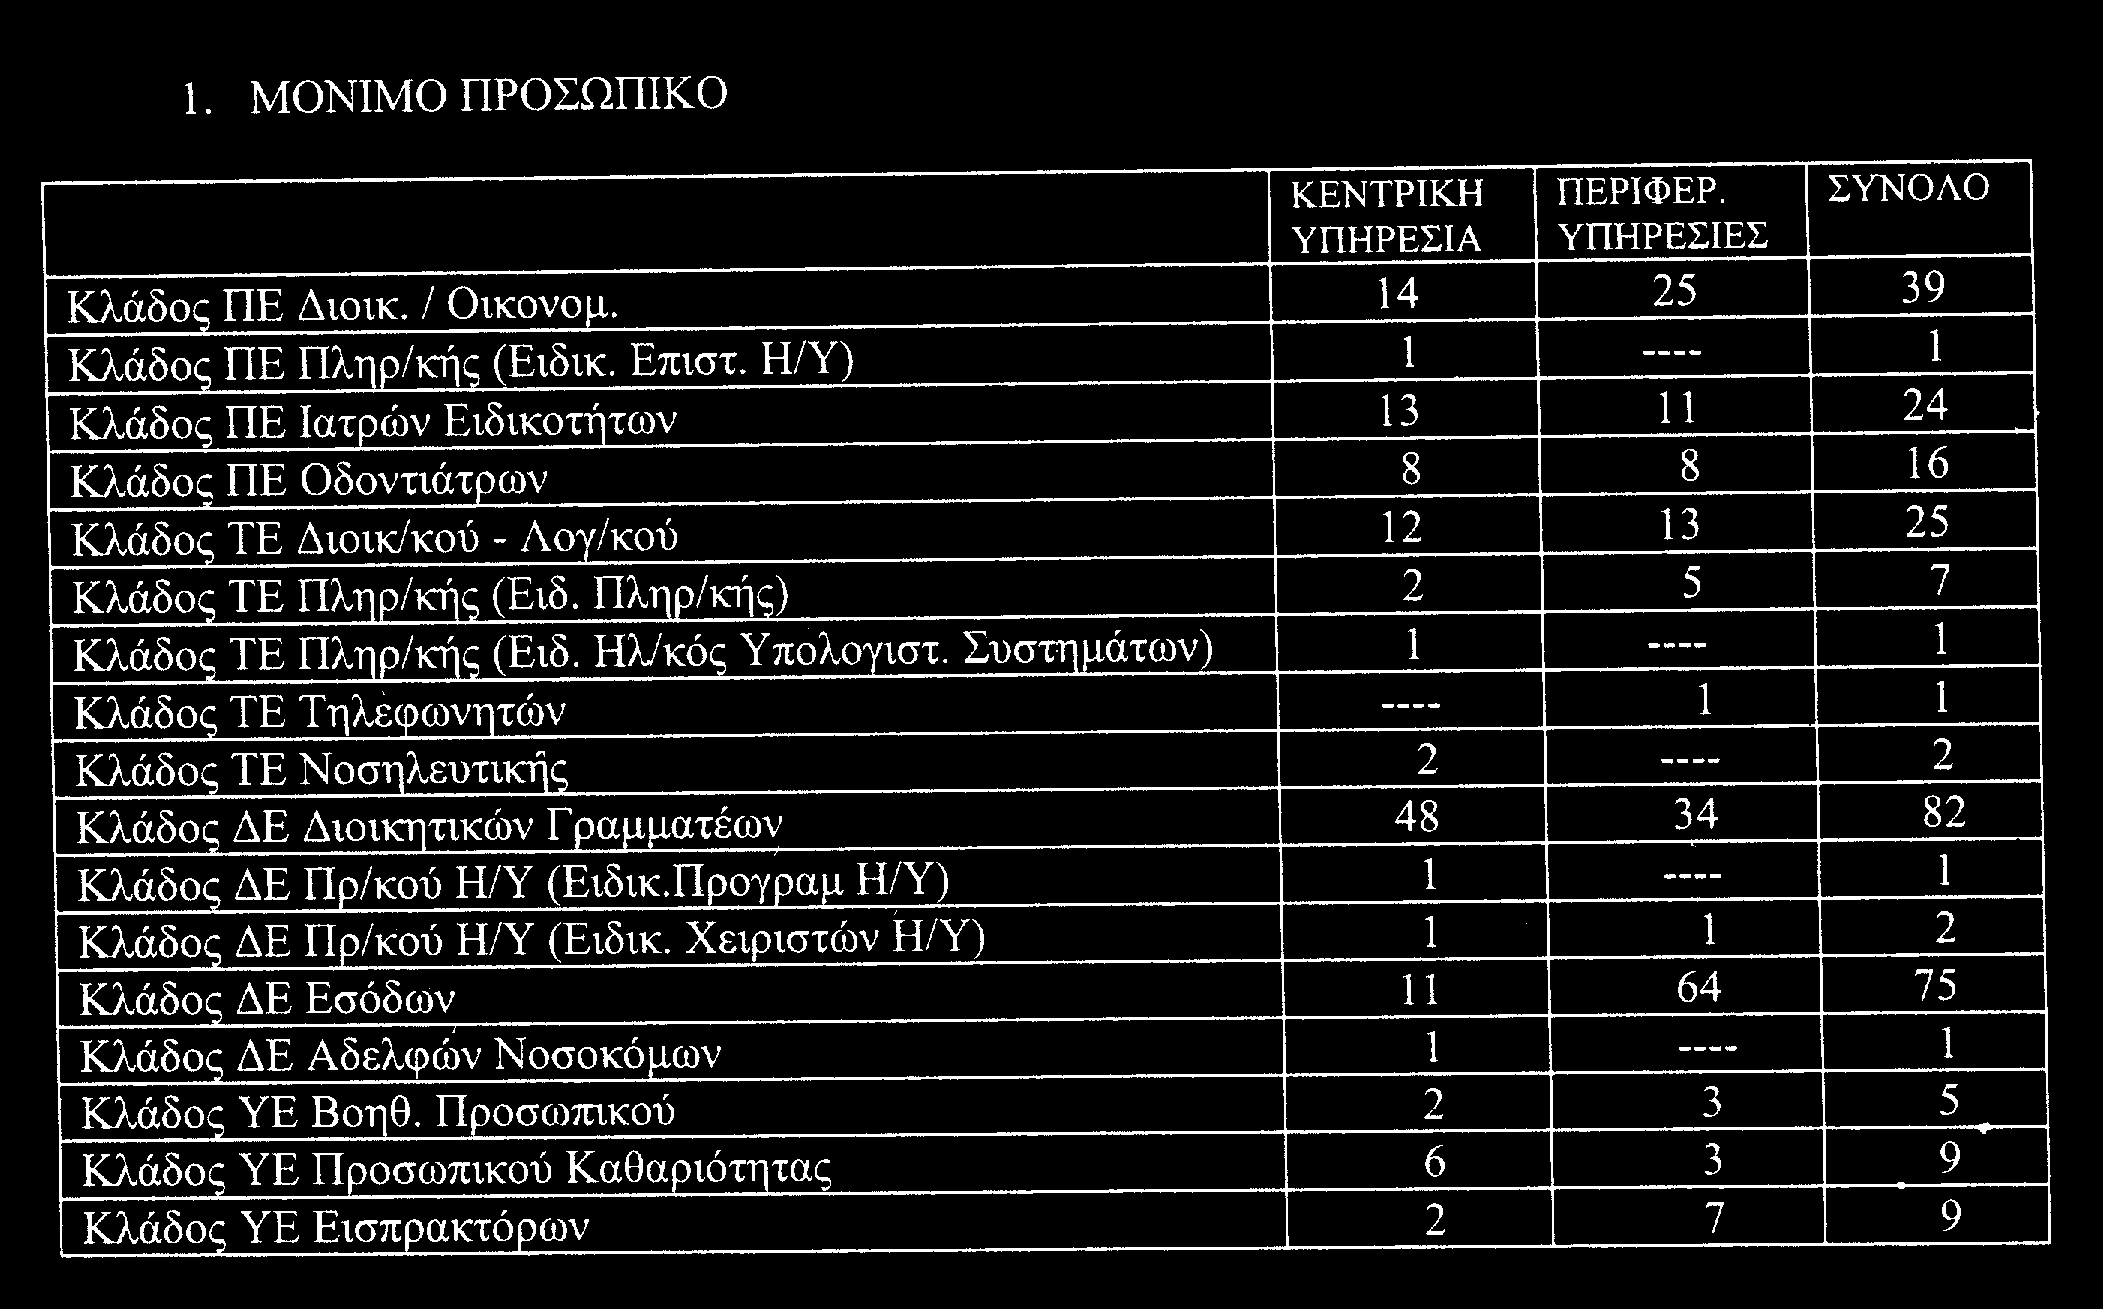 1. ΜΟΝΙΜΟ ΠΡΟΣΩΠΙΚΟ
ΚΕΝΤΡΙΚΗ ΥΠΗΡΕΣΙΑ ΠΕΡΙΦΕΡ. ΥΠΗΡΕΣΙΕΣ ΣΥΝΟΛΟ
Κλάδος ΠΕ Διοικ. / Οικονομ. 14 25 39
Κλάδος ΠΕ Πληρ/κής (Ειδικ. Επιστ. Η/Υ) 1 ---- 1
Κλάδος ΠΕ Ιατρών Ειδικοτήτων 13 11 24
Κλάδος ΠΕ Οδοντιάτρων 8 8 16
Κλάδος ΤΕ Διοικ/κού - Λογ/κού 12 13 25
Κλάδος ΤΕ Πληρ/κής (Ειδ. Πληρ/κής) 2 5 7
Κλάδος ΤΕ Πληρ/κής (Ειδ. Ηλ/κός Υπολογιστ. Συστημάτων) 1 ---- 1
Κλάδος ΤΕ Τηλεφωνητών ---- 1 1
Κλάδος ΤΕ Νοσηλευτικής 2 ---- 2
Κλάδος ΔΕ Διοικητικών Γραμματέων 48 34 82
Κλάδος ΔΕ Πρ/κού Η/Υ (Ειδικ.Προγραμ Η/Υ) 1 ---- 1
Κλάδος ΔΕ Πρ/κού Η/Υ (Ειδικ. Χειριστών Η/Υ) 1 1 2
Κλάδος ΔΕ Εσόδων 11 64 75
Κλάδος ΔΕ Αδελφών Νοσοκόμων 1 ---- 1
Κλάδος ΥΕ Βοηθ. Προσωπικού 2 3 5
Κλάδος ΥΕ Προσωπικού Καθαριότητας 6 3 9
Κλάδος ΥΕ Εισπρακτόρων 2 7 9